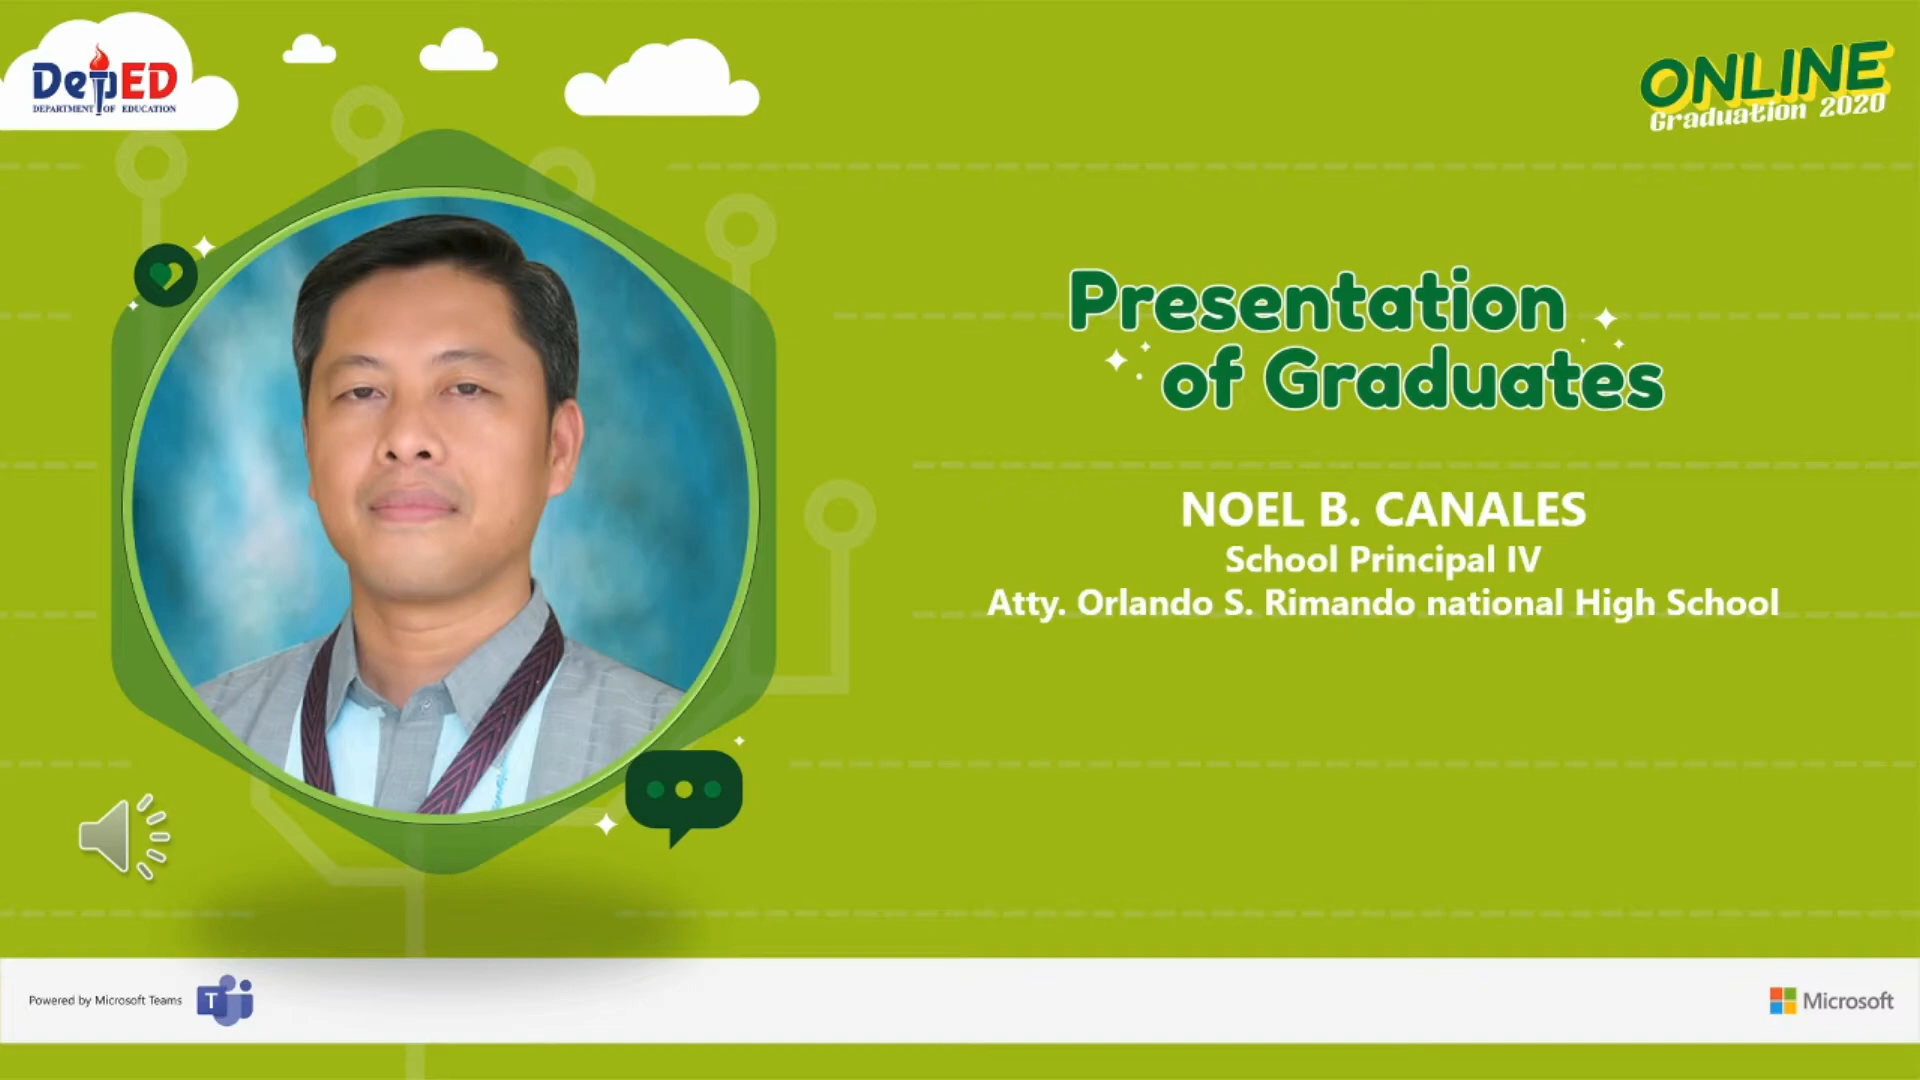 DepED
DEPARTMENT OF EDUCATION
ONLINE
Graduation 2020
Presentation
of Graduates
NOEL B. CANALES
School Principal IV
Atty. Orlando S. Rimando national High School
Powered by Microsoft Teams
T
Microsoft